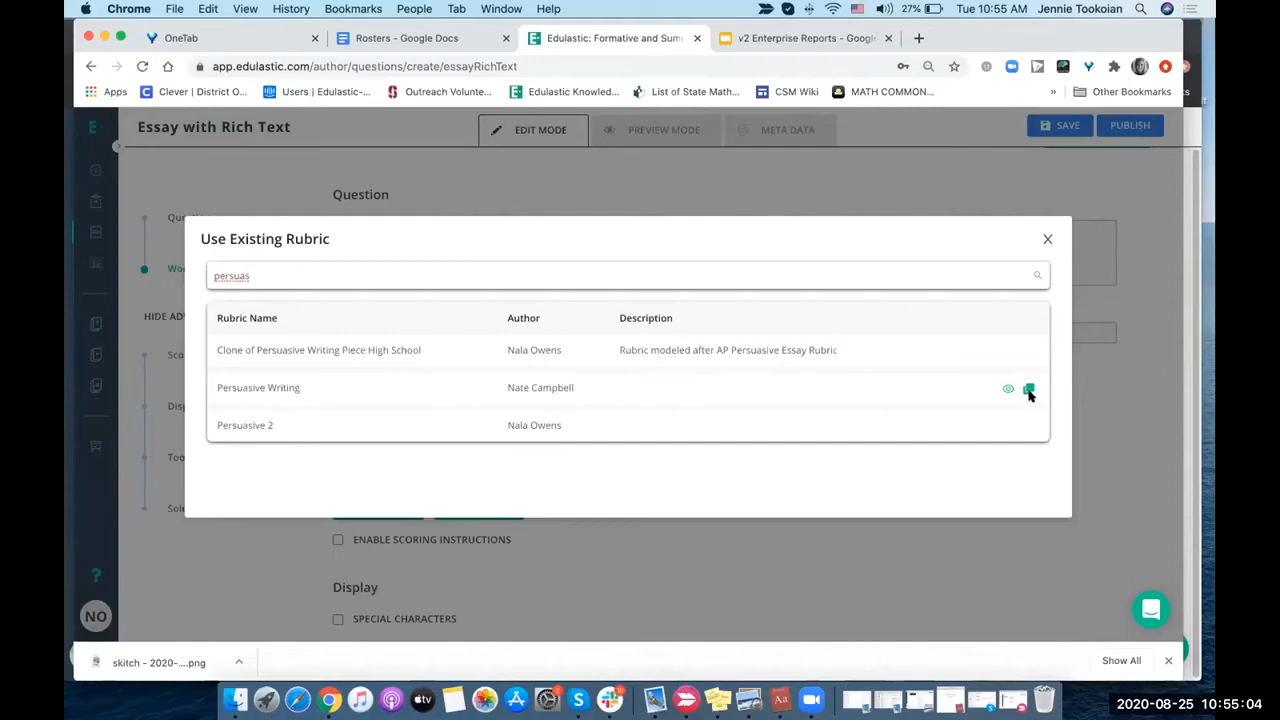 Chrome File Edit View History Bookmarks People Tab Window Help
27% Tue 10:55 AM Jennie Tookoian
OneTab
Rosters - Google Docs
Edulastic: Formative and Sum
v2 Enterprise Reports - Google
app.edulastic.com/author/questions/create/essayRichText
Apps
Clever | District O...
Users | Edulastic-...
Outreach Volunt...
Edulastic Knowled...
List of State Math...
CSM Wiki
MATH COMMON...
»
Other Bookmarks
E
Essay with Rich Text
EDIT MODE
PREVIEW MODE
META DATA
SAVE
PUBLISH
Question
Use Existing Rubric
X
persuas
Rubric Name Author Description
Clone of Persuasive Writing Piece High School Nala Owens Rubric modeled after AP Persuasive Essay Rubric
Persuasive Writing Nate Campbell
Persuasive 2 Nala Owens
HIDE AD
ENABLE SCORING INSTRUCTIONS
Display
SPECIAL CHARACTERS
?
NO
skitch - 2020-....png
Show All
2020-08-25 10:55:04